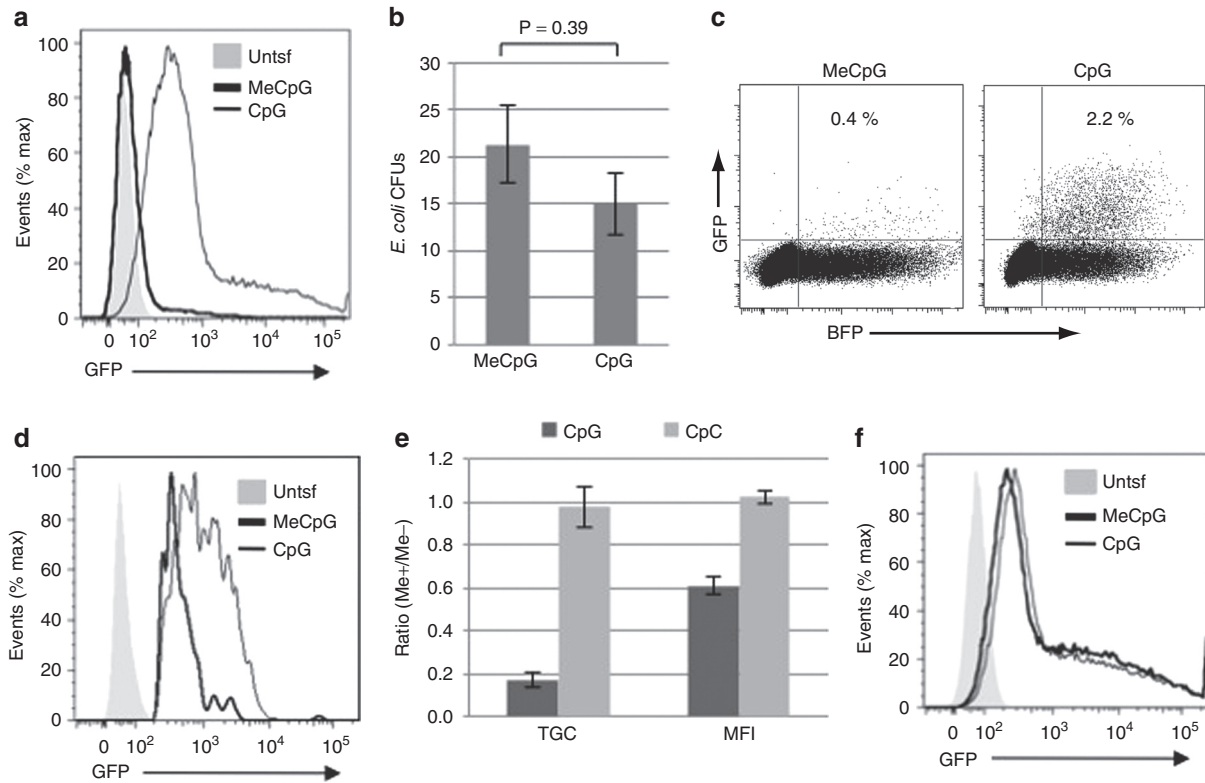 a
Untsf
MeCpG
CpG
Events (% max)
100
80
60
40
20
0
0 10² 10³ 10⁴ 10⁵
GFP
b
P = 0.39
E. coli CFUs
30
25
20
15
10
5
0
MeCpG CpG
c
MeCpG CpG
0.4 % 2.2 %
GFP
BFP
d
Untsf
MeCpG
CpG
Events (% max)
100
80
60
40
20
0
0 10² 10³ 10⁴ 10⁵
GFP
e
CpG CpC
Ratio (Me+/Me–)
1.2
1.0
0.8
0.6
0.4
0.2
0.0
TGC MFI
f
Untsf
MeCpG
CpG
Events (% max)
100
80
60
40
20
0
0 10² 10³ 10⁴ 10⁵
GFP